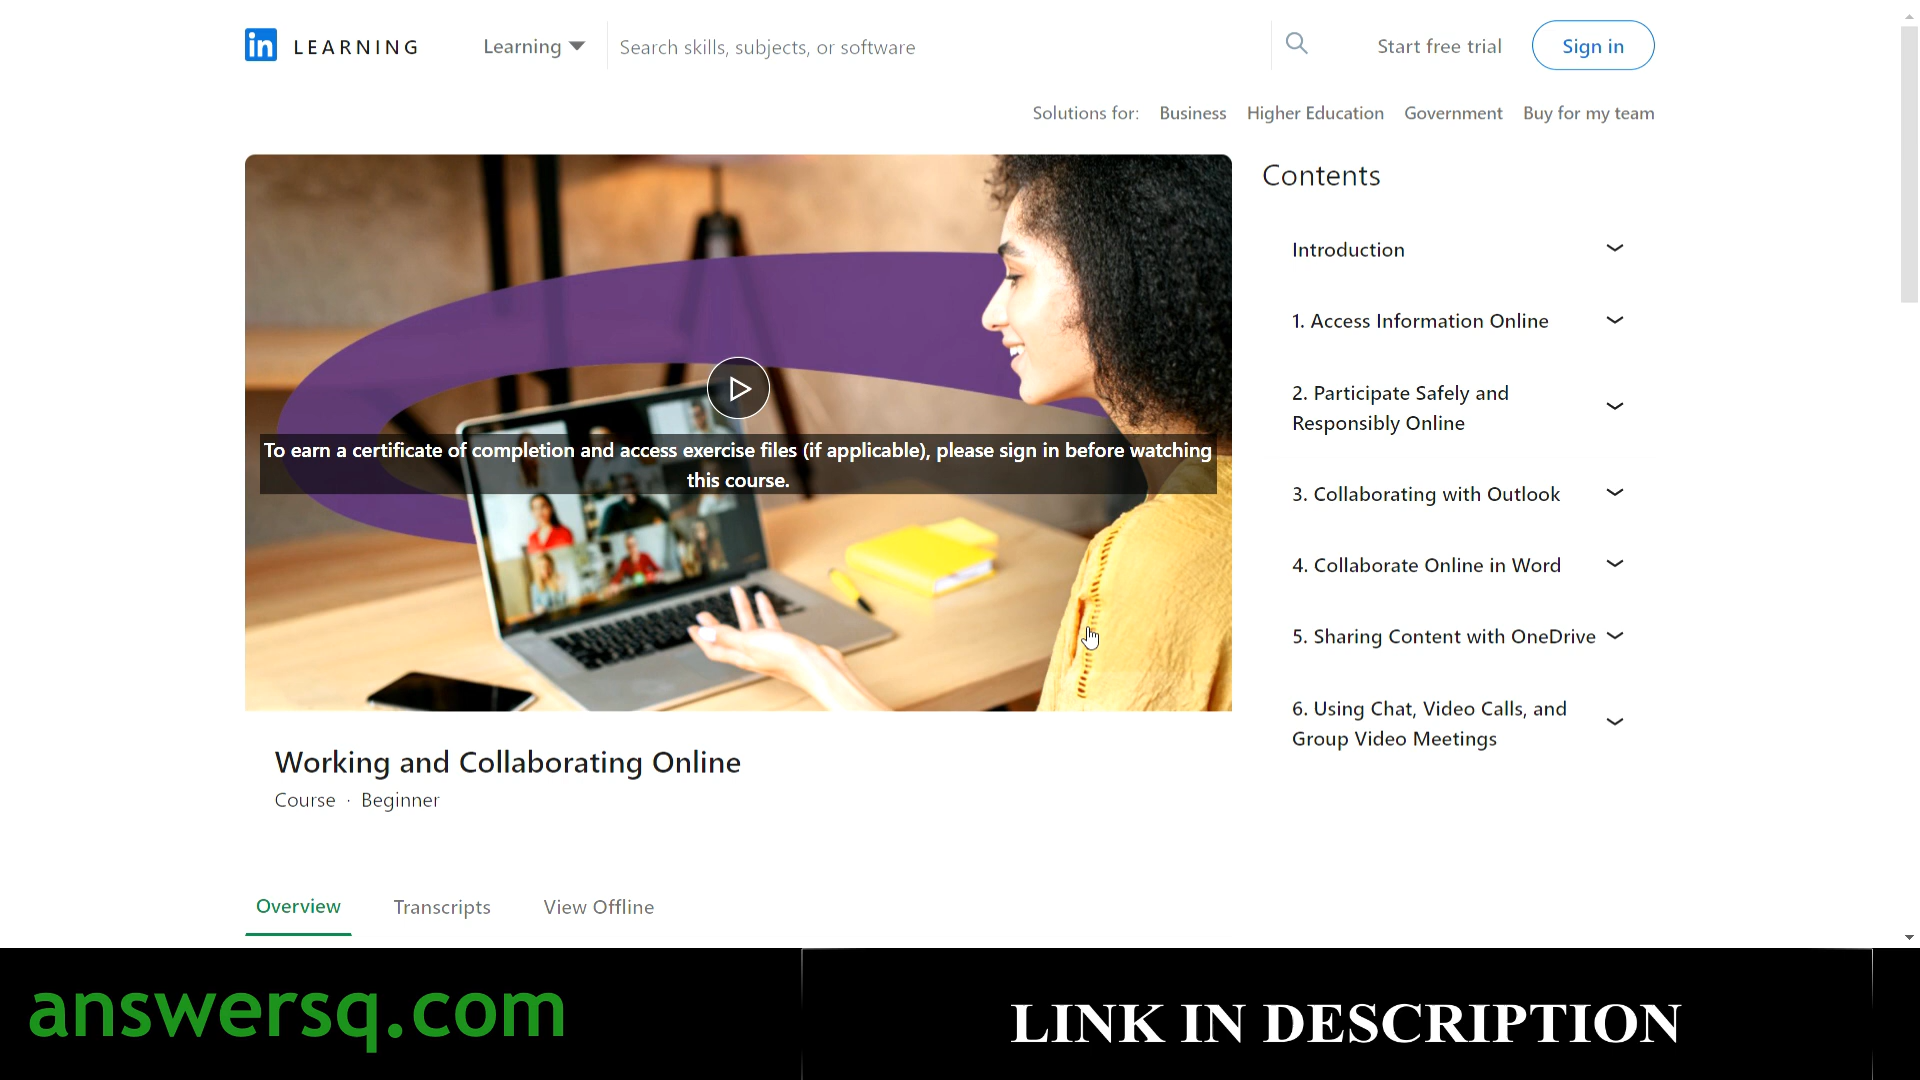 in LEARNING
Learning
Search skills, subjects, or software
Start free trial
Sign in
Solutions for: Business Higher Education Government Buy for my team
To earn a certificate of completion and access exercise files (if applicable), please sign in before watching
this course.
Contents
Introduction
1. Access Information Online
2. Participate Safely and
Responsibly Online
3. Collaborating with Outlook
4. Collaborate Online in Word
5. Sharing Content with OneDrive
6. Using Chat, Video Calls, and
Group Video Meetings
Working and Collaborating Online
Course · Beginner
Overview Transcripts View Offline
answersq.com
LINK IN DESCRIPTION